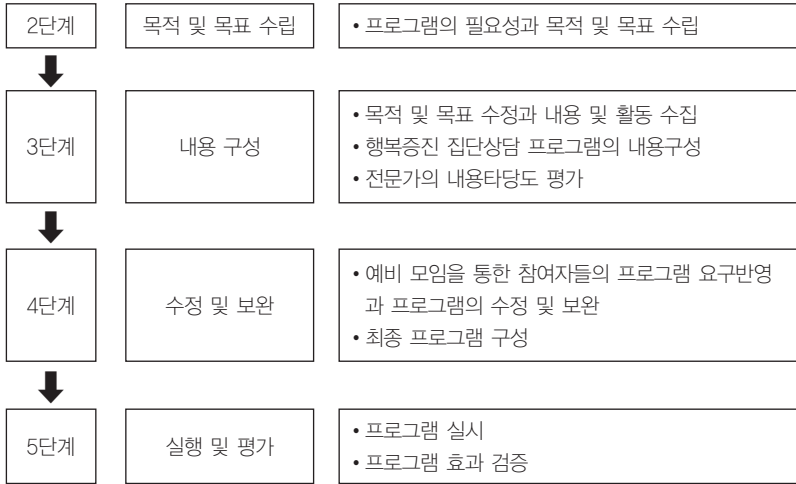 2단계 목적 및 목표 수립 • 프로그램의 필요성과 목적 및 목표 수립
• 목적 및 목표 수정과 내용 및 활동 수집
3단계 내용 구성 • 행복증진 집단상담 프로그램의 내용구성
• 전문가의 내용타당도 평가
• 예비 모임을 통한 참여자들의 프로그램 요구반영
4단계 수정 및 보완 과 프로그램의 수정 및 보완
• 최종 프로그램 구성
5단계 실행 및 평가 • 프로그램 실시
• 프로그램 효과 검증